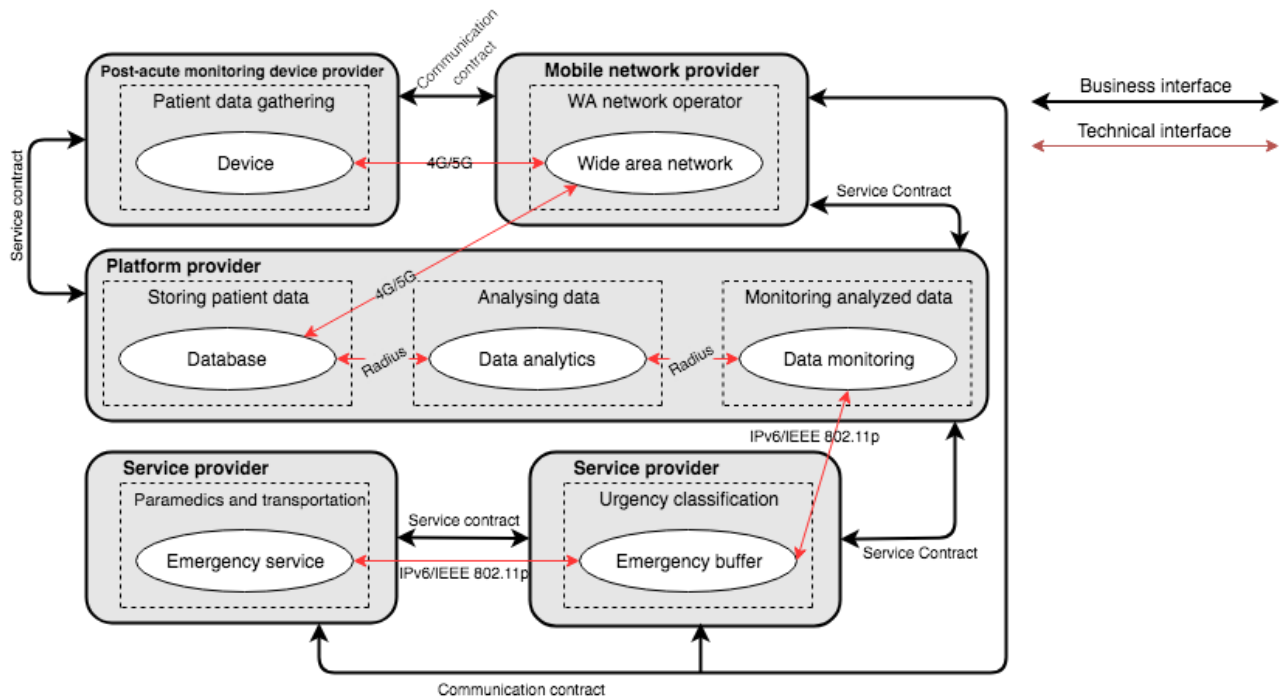 Post-acute monitoring device provider
Patient data gathering
Device
Communication
contract
Mobile network provider
WA network operator
Wide area network
4G/5G
Business interface
Technical interface
Service contract
Service Contract
Platform provider
4G/5G
Storing patient data
Database
Radius
Analysing data
Data analytics
Radius
Monitoring analyzed data
Data monitoring
IPv6/IEEE 802.11p
Service provider
Paramedics and transportation
Emergency service
Service contract
IPv6/IEEE 802.11p
Service provider
Urgency classification
Emergency buffer
Service Contract
Communication contract